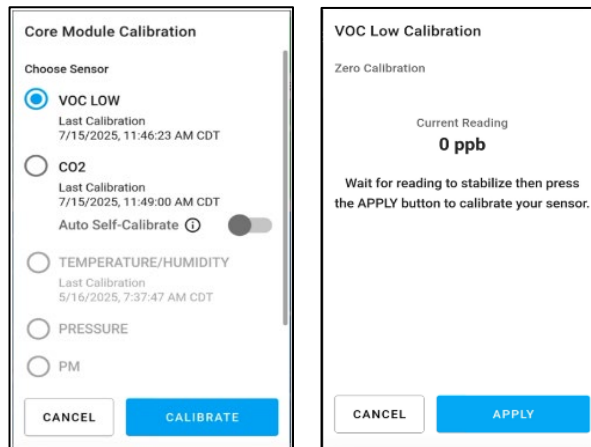 Core Module Calibration
Choose Sensor
VOC LOW
Last Calibration
7/15/2025, 11:46:23 AM CDT
CO2
Last Calibration
7/15/2025, 11:49:00 AM CDT
Auto Self-Calibrate
TEMPERATURE/HUMIDITY
Last Calibration
5/16/2025, 7:37:47 AM CDT
PRESSURE
PM
CANCEL CALIBRATE
VOC Low Calibration
Zero Calibration
Current Reading
0 ppb
Wait for reading to stabilize then press
the APPLY button to calibrate your sensor.
CANCEL APPLY